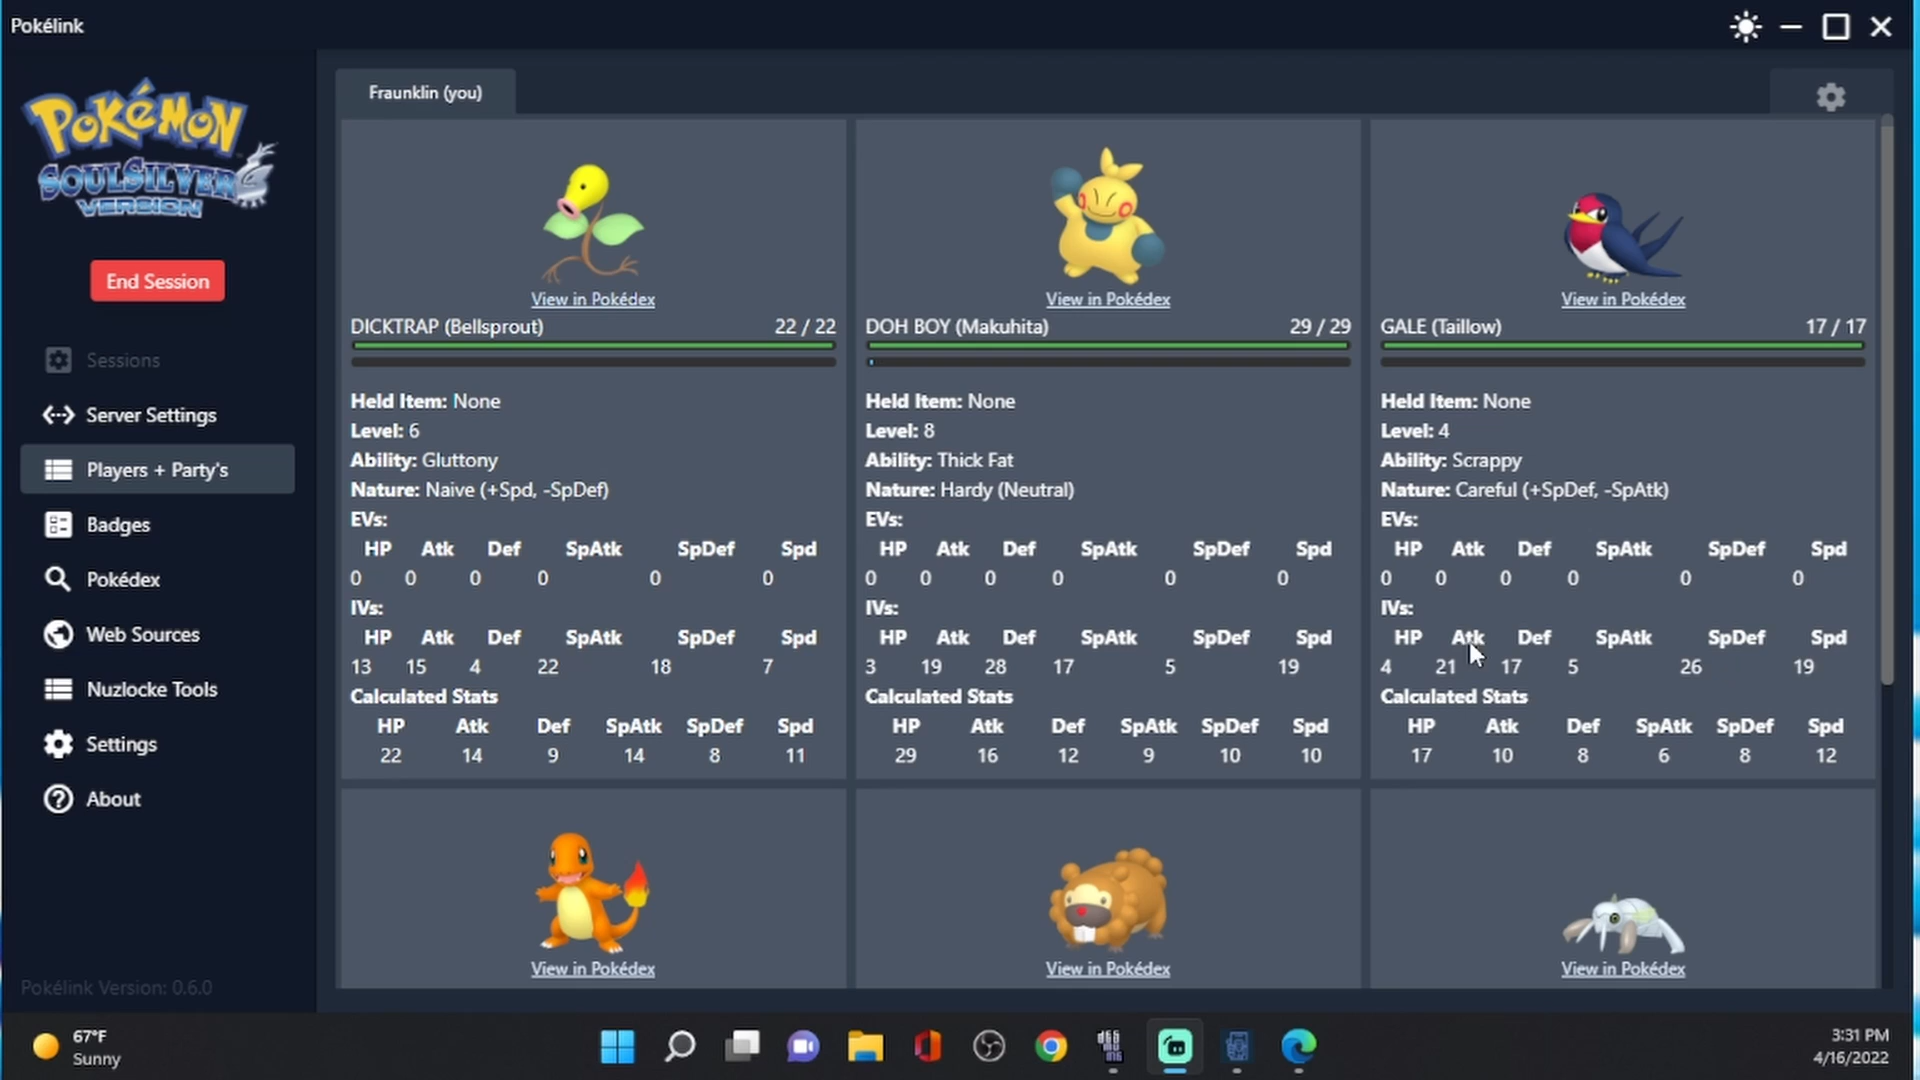 Pokélink
POKéMON
SOULSILVER
VERSION
End Session
Sessions
Server Settings
Players + Party's
Badges
Pokédex
Web Sources
Nuzlocke Tools
Settings
About
Pokélink Version: 0.6.0
Fraunklin (you)
View in Pokédex
DICKTRAP (Bellsprout) 22 / 22
Held Item: None
Level: 6
Ability: Gluttony
Nature: Naive (+Spd, -SpDef)
EVs:
HP Atk Def SpAtk SpDef Spd
0 0 0 0 0 0
IVs:
HP Atk Def SpAtk SpDef Spd
13 15 4 22 18 7
Calculated Stats
HP Atk Def SpAtk SpDef Spd
22 14 9 14 8 11
View in Pokédex
DOH BOY (Makuhita) 29 / 29
Held Item: None
Level: 8
Ability: Thick Fat
Nature: Hardy (Neutral)
EVs:
HP Atk Def SpAtk SpDef Spd
0 0 0 0 0 0
IVs:
HP Atk Def SpAtk SpDef Spd
3 19 28 17 5 19
Calculated Stats
HP Atk Def SpAtk SpDef Spd
29 16 12 9 10 10
View in Pokédex
GALE (Taillow) 17 / 17
Held Item: None
Level: 4
Ability: Scrappy
Nature: Careful (+SpDef, -SpAtk)
EVs:
HP Atk Def SpAtk SpDef Spd
0 0 0 0 0 0
IVs:
HP Atk Def SpAtk SpDef Spd
4 21 17 5 26 19
Calculated Stats
HP Atk Def SpAtk SpDef Spd
17 10 8 6 8 12
View in Pokédex
View in Pokédex
View in Pokédex
67°F
Sunny
3:31 PM
4/16/2022